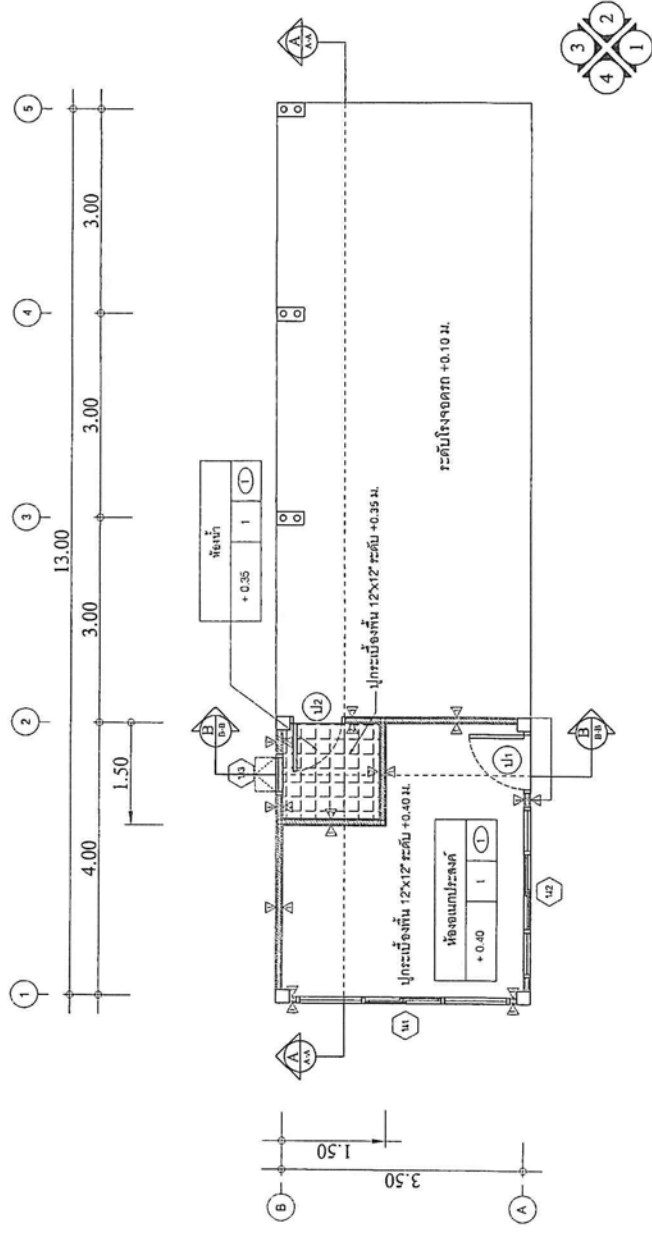 1
2
3
4
5
13.00
4.00
3.00
3.00
3.00
1.50
ห้องน้ำ
+ 0.35
1
1
B
B-B
A
A-A
น3
ป2
ปูกระเบื้องพื้น 12"x12" ระดับ +0.35 ม.
ระดับโรงจอดรถ +0.10 ม.
ปูกระเบื้องพื้น 12"x12" ระดับ +0.40 ม.
ห้องอเนกประสงค์
+ 0.40
1
1
ป1
น1
น2
A
A-A
B
B-B
B
A
1.50
3.50
3
2
4
1